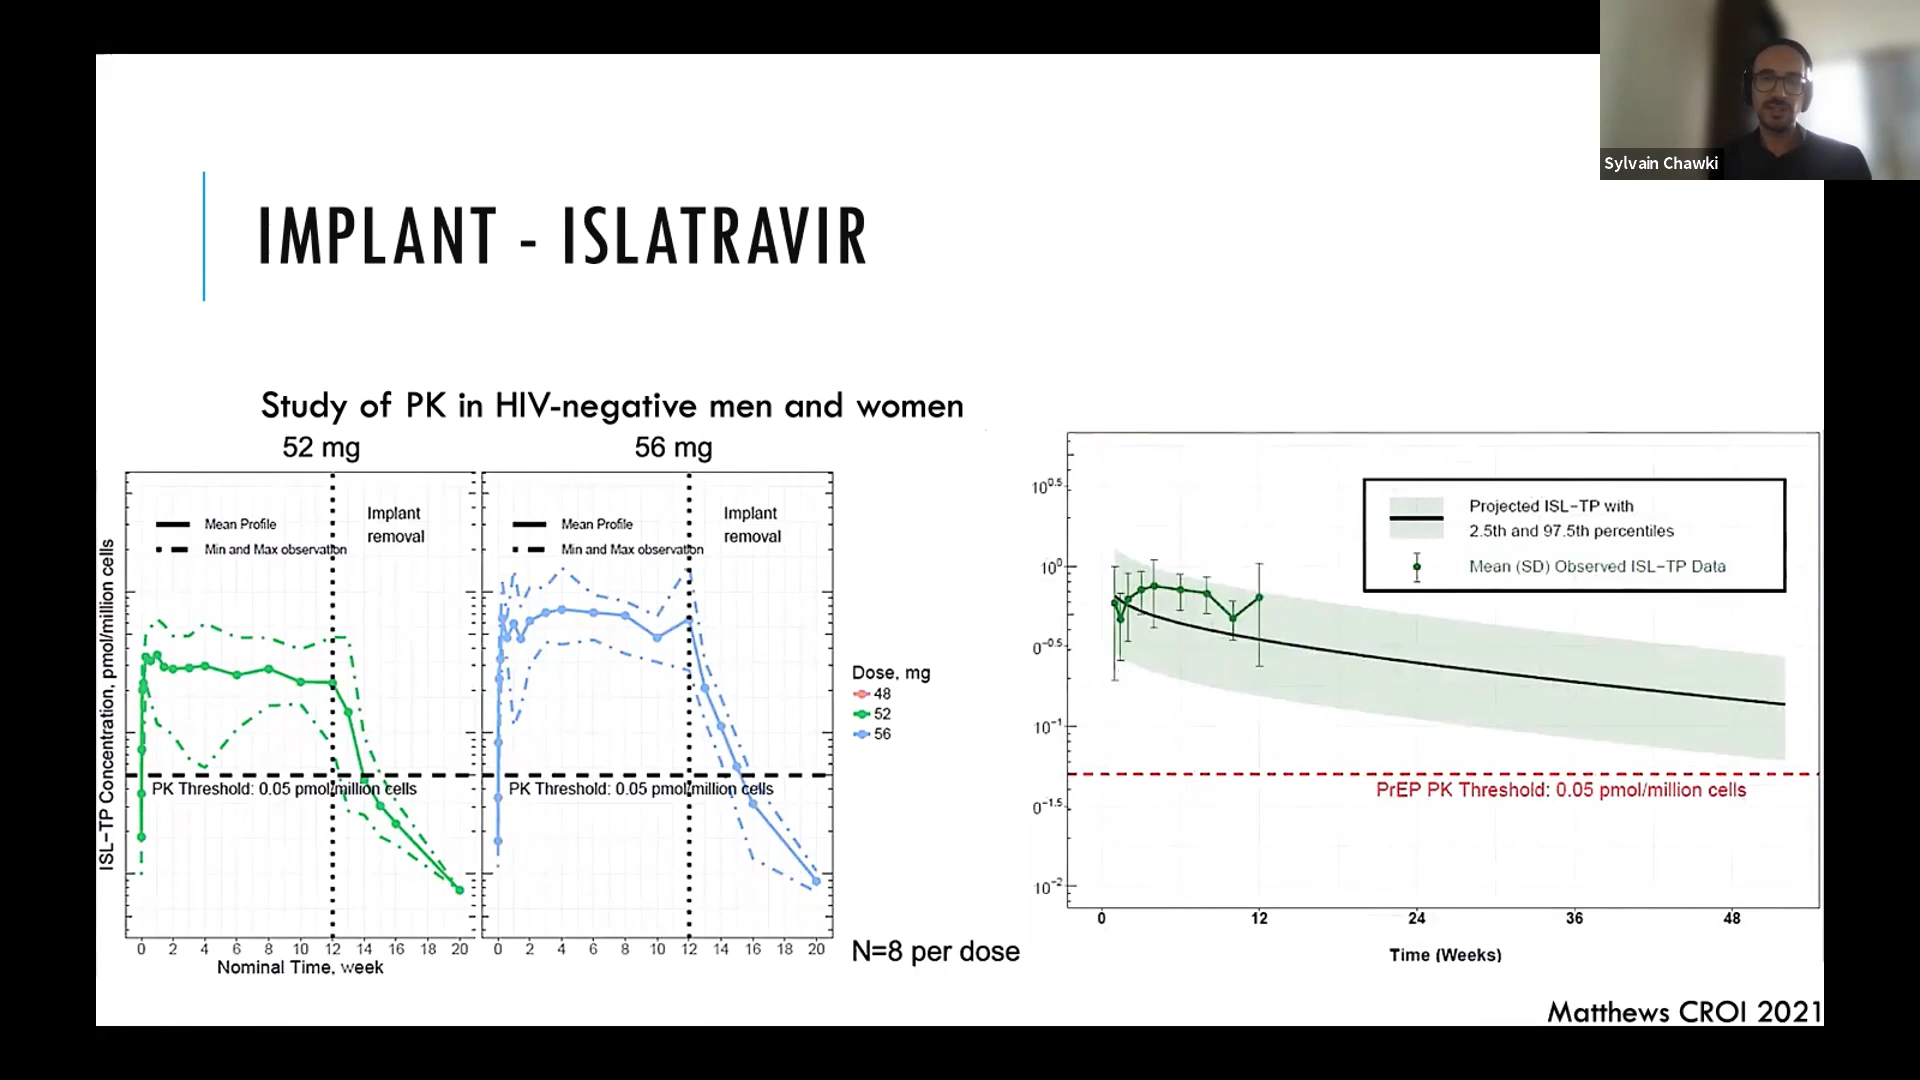 Sylvain Chawki
IMPLANT - ISLATRAVIR
Study of PK in HIV-negative men and women
52 mg
56 mg
ISL-TP Concentration, pmol/million cells
Mean Profile
Min and Max observation
Implant
removal
PK Threshold: 0.05 pmol/million cells
0 2 4 6 8 10 12 14 16 18 20
Nominal Time, week
Mean Profile
Min and Max observation
Implant
removal
PK Threshold: 0.05 pmol/million cells
0 2 4 6 8 10 12 14 16 18 20
Dose, mg
48
52
56
N=8 per dose
10^0.5
10^0
0^-0.5
10^-1
0^-1.5
10^-2
Projected ISL-TP with
2.5th and 97.5th percentiles
Mean (SD) Observed ISL-TP Data
PrEP PK Threshold: 0.05 pmol/million cells
0 12 24 36 48
Time (Weeks)
Matthews CROI 2021